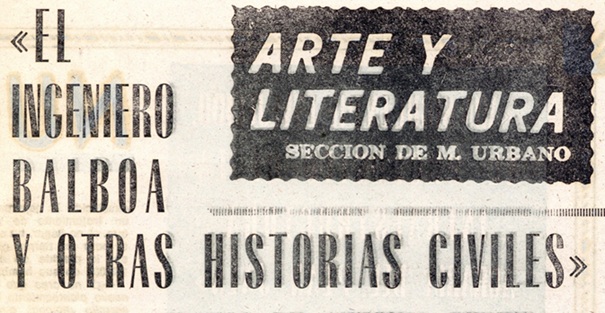 «EL
INGENIERO
BALBOA
Y OTRAS HISTORIAS CIVILES»
ARTE Y
LITERATURA
SECCION DE M. URBANO